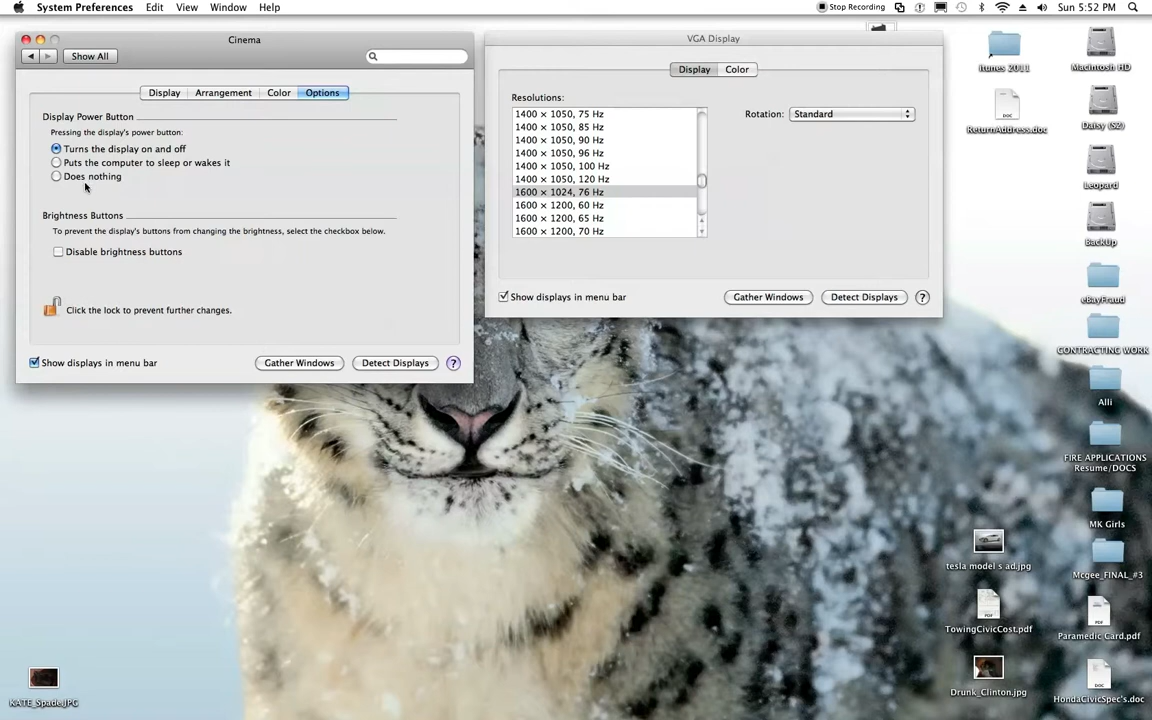 System Preferences Edit View Window Help
Stop Recording Sun 5:52 PM
Cinema
Show All
Display Arrangement Color Options
Display Power Button
Pressing the display's power button:
Turns the display on and off
Puts the computer to sleep or wakes it
Does nothing
Brightness Buttons
To prevent the display's buttons from changing the brightness, select the checkbox below.
Disable brightness buttons
Click the lock to prevent further changes.
Show displays in menu bar Gather Windows Detect Displays ?
VGA Display
Display Color
Resolutions:
1400 × 1050, 75 Hz
1400 × 1050, 85 Hz
1400 × 1050, 90 Hz
1400 × 1050, 96 Hz
1400 × 1050, 100 Hz
1400 × 1050, 120 Hz
1600 × 1024, 76 Hz
1600 × 1200, 60 Hz
1600 × 1200, 65 Hz
1600 × 1200, 70 Hz
Rotation: Standard
Show displays in menu bar Gather Windows Detect Displays ?
itunes 2011
Macintosh HD
DOC
ReturnAddress.doc
Daisy (S2)
Leopard
BackUp
eBayFraud
CONTRACTING WORK
Alli
FIRE APPLICATIONS
Resume/DOCS
MK Girls
tesla model s ad.jpg
Mcgee_FINAL_#3
TowingCivicCost.pdf
Paramedic Card.pdf
Drunk_Clinton.jpg
DOC
HondaCivicSpec's.doc
KATE_Spade.JPG